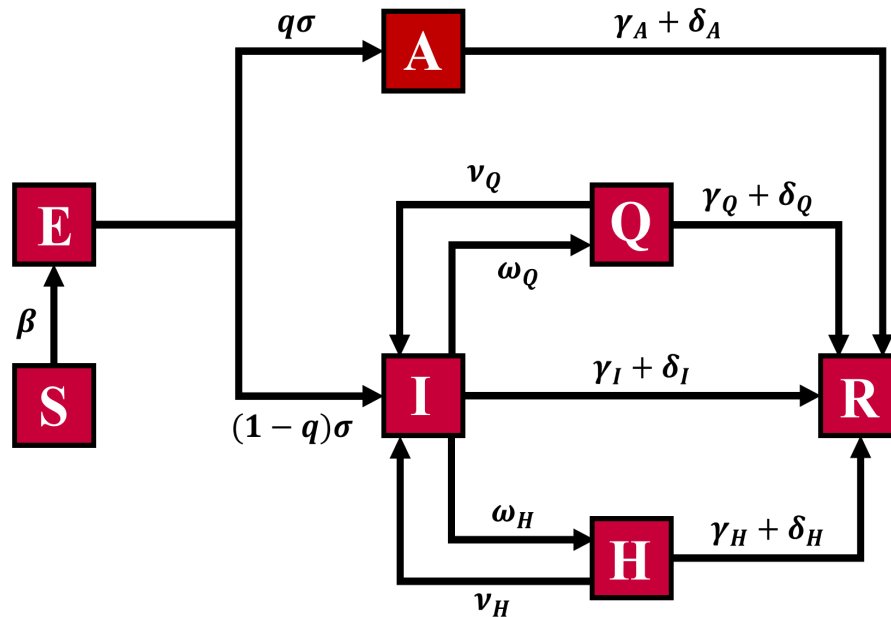 qσ
A
γ_A + δ_A
ν_Q
E
Q
γ_Q + δ_Q
ω_Q
β
S
(1 − q)σ
I
γ_I + δ_I
R
ω_H
H
γ_H + δ_H
ν_H